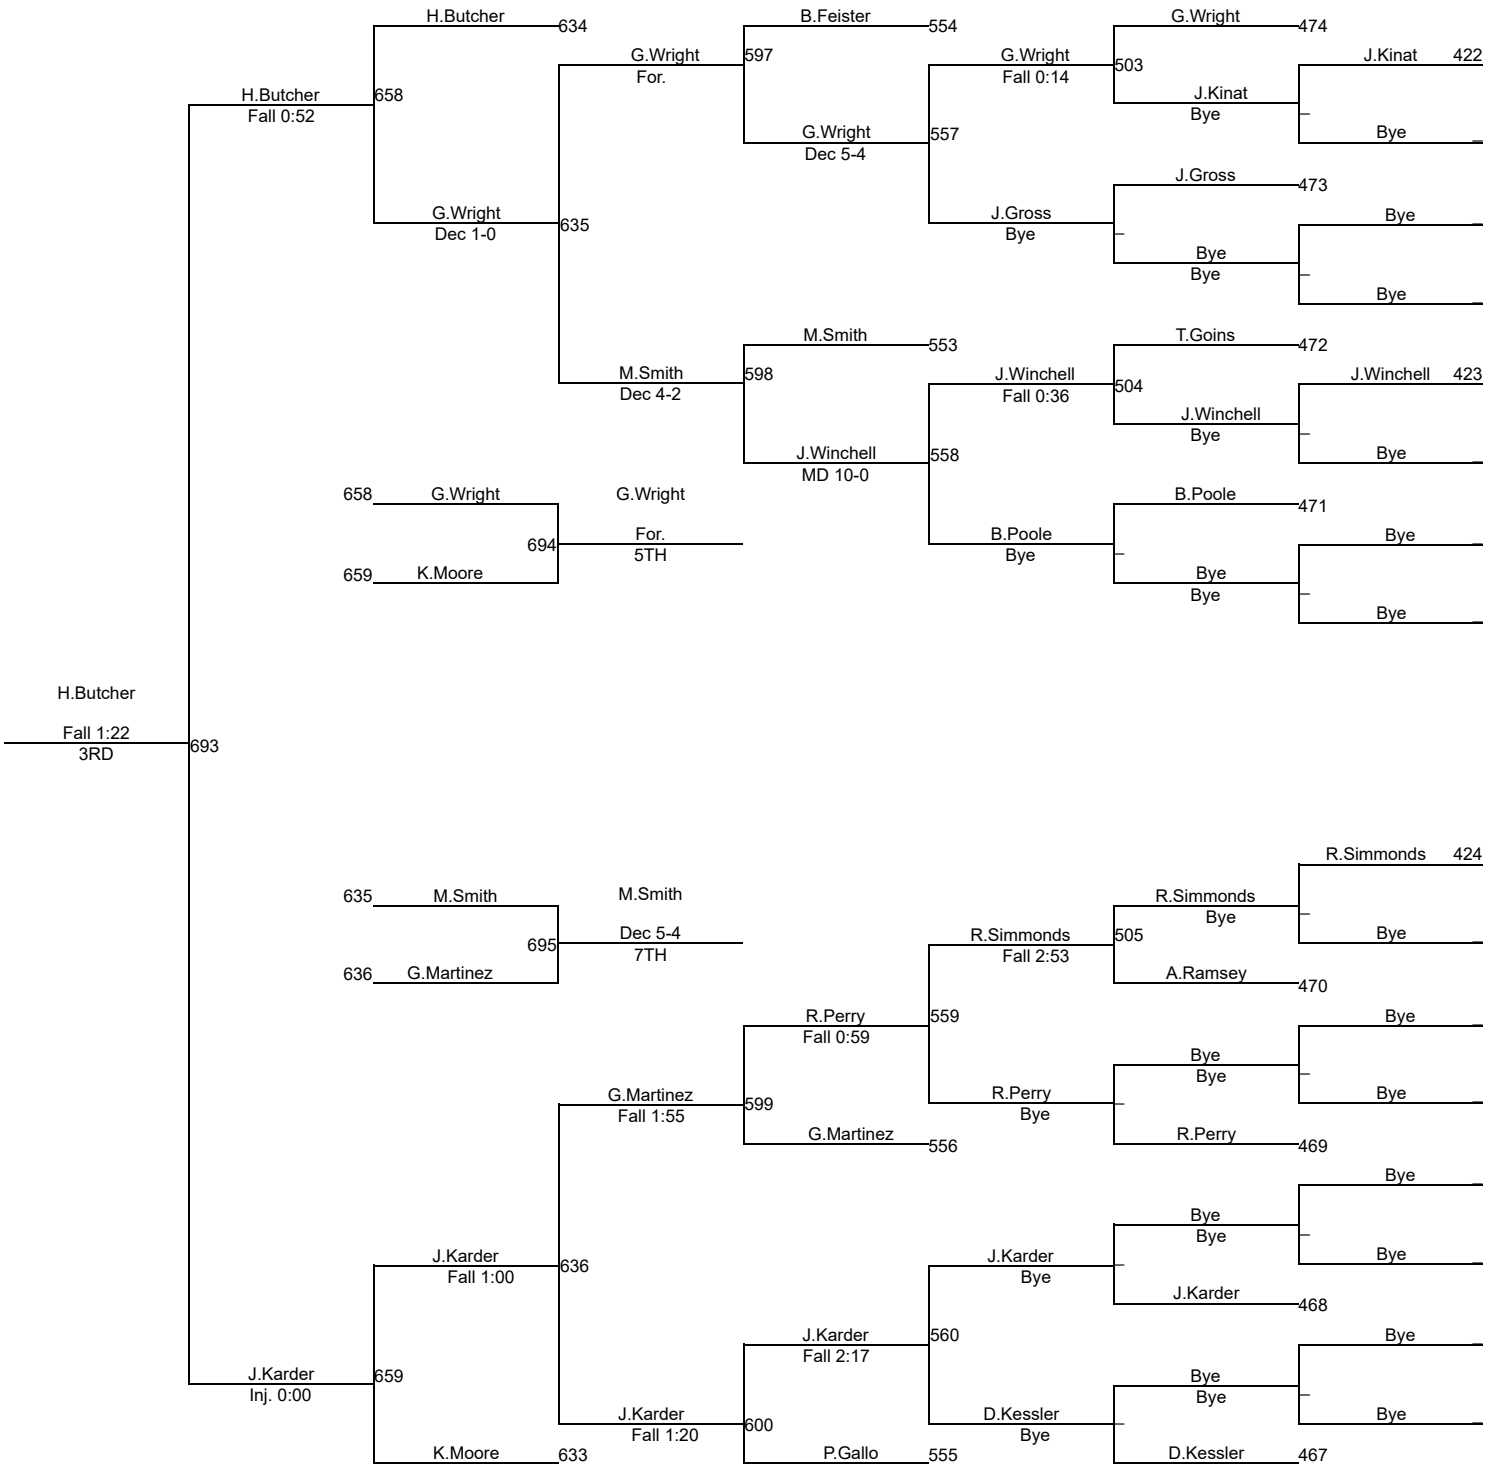 H.Butcher 634 B.Feister 554 G.Wright 474
G.Wright 597 G.Wright 503 J.Kinat 422
For. Fall 0:14
H.Butcher 658 J.Kinat
Fall 0:52 Bye
G.Wright 557 Bye
Dec 5-4
J.Gross 473
G.Wright J.Gross Bye
Dec 1-0 635 Bye
Bye
Bye
Bye
M.Smith 553 T.Goins 472
M.Smith 598 J.Winchell 504 J.Winchell 423
Dec 4-2 Fall 0:36
J.Winchell
Bye
J.Winchell 558 Bye
MD 10-0
658 G.Wright G.Wright B.Poole 471
694 For. B.Poole Bye
5TH Bye
659 K.Moore Bye
Bye
Bye
H.Butcher
Fall 1:22 693
3RD
R.Simmonds 424
635 M.Smith M.Smith R.Simmonds
Bye
695 Dec 5-4 R.Simmonds 505 Bye
7TH Fall 2:53
636 G.Martinez A.Ramsey 470
R.Perry 559 Bye
Fall 0:59
Bye
Bye
G.Martinez 599 R.Perry Bye
Fall 1:55 Bye
G.Martinez 556 R.Perry 469
Bye
Bye
Bye
J.Karder 636 J.Karder Bye
Fall 1:00 Bye
J.Karder 468
J.Karder 560 Bye
Fall 2:17
J.Karder 659 Bye
Inj. 0:00 Bye
J.Karder 600 D.Kessler Bye
Fall 1:20 Bye
K.Moore 633 P.Gallo 555 D.Kessler 467